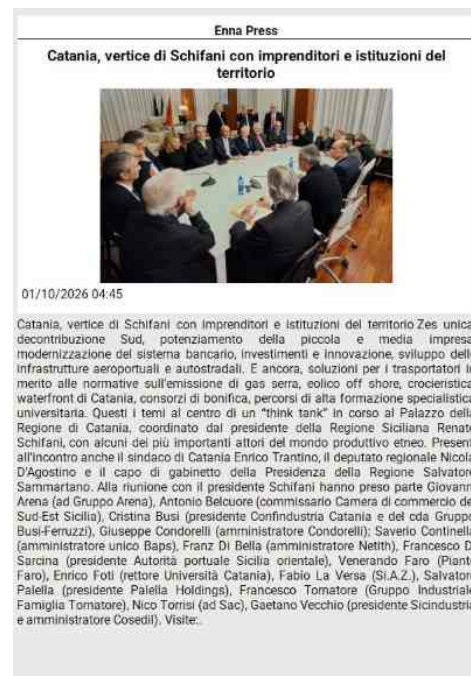 Enna Press
Catania, vertice di Schifani con imprenditori e istituzioni del
territorio
01/10/2026 04:45
Catania, vertice di Schifani con imprenditori e istituzioni del territorio Zes unica,
decontribuzione Sud, potenziamento della piccola e media impresa,
modernizzazione del sistema bancario, investimenti e innovazione, sviluppo delle
infrastrutture aeroportuali e autostradali. E ancora, soluzioni per i trasportatori in
merito alle normative sull'emissione di gas serra, eolico off shore, crocieristica,
waterfront di Catania, consorzi di bonifica, percorsi di alta formazione specialistica
universitaria. Questi i temi al centro di un “think tank” in corso al Palazzo della
Regione di Catania, coordinato dal presidente della Regione Siciliana Renato
Schifani, con alcuni dei più importanti attori del mondo produttivo etneo. Presenti
all'incontro anche il sindaco di Catania Enrico Trantino, il deputato regionale Nicola
D'Agostino e il capo di gabinetto della Presidenza della Regione Salvatore
Sammartano. Alla riunione con il presidente Schifani hanno preso parte Giovanni
Arena (ad Gruppo Arena), Antonio Belcuore (commissario Camera di commercio del
Sud-Est Sicilia), Cristina Busi (presidente Confindustria Catania e del cda Gruppo
Busi-Ferruzzi), Giuseppe Condorelli (amministratore Condorelli); Saverio Continella
(amministratore unico Baps), Franz Di Bella (amministratore Netith), Francesco Di
Sarcina (presidente Autorità portuale Sicilia orientale), Venerando Faro (Piante
Faro), Enrico Foti (rettore Università Catania), Fabio La Versa (Si.A.Z.), Salvatore
Palella (presidente Palella Holdings), Francesco Tornatore (Gruppo Industriale
Famiglia Tornatore), Nico Torrisi (ad Sac), Gaetano Vecchio (presidente Sicindustria
e amministratore Cosedil). Visite:.